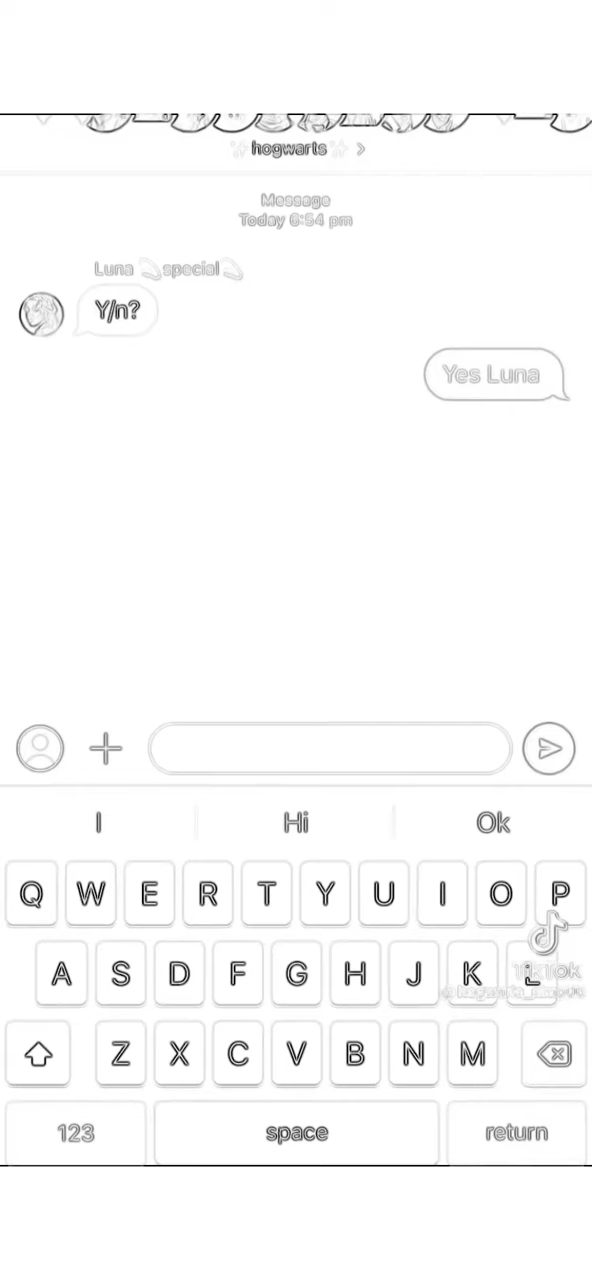 hogwarts
Message
Today 6:54 pm
Luna special
Y/n?
Yes Luna
I Hi Ok
Q W E R T Y U I O P
A S D F G H J K L
TikTok
Z X C V B N M
123 space return